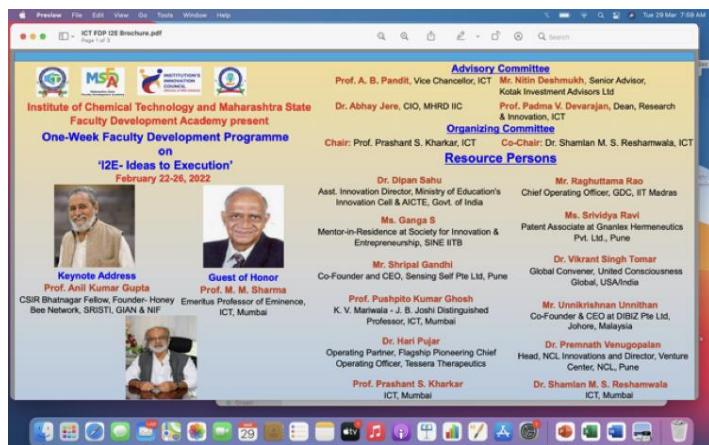 Preview File Edit View Go Tools Window Help
Tue 29 Mar 7:59 AM
ICT FDP I2E Brochure.pdf
Page 1 of 3
Search
INSTITUTION'S
INNOVATION
COUNCIL
Institute of Chemical Technology and Maharashtra State
Faculty Development Academy present
One-Week Faculty Development Programme
on
'I2E- Ideas to Execution'
February 22-26, 2022
Keynote Address
Prof. Anil Kumar Gupta
CSIR Bhatnagar Fellow, Founder- Honey
Bee Network, SRISTI, GIAN & NIF
Guest of Honor
Prof. M. M. Sharma
Emeritus Professor of Eminence,
ICT, Mumbai
Advisory Committee
Prof. A. B. Pandit, Vice Chancellor, ICT
Mr. Nitin Deshmukh, Senior Advisor,
Kotak Investment Advisors Ltd
Dr. Abhay Jere, CIO, MHRD IIC
Prof. Padma V. Devarajan, Dean, Research
& Innovation, ICT
Organizing Committee
Chair: Prof. Prashant S. Kharkar, ICT
Co-Chair: Dr. Shamlan M. S. Reshamwala, ICT
Resource Persons
Dr. Dipan Sahu
Asst. Innovation Director, Ministry of Education's
Innovation Cell & AICTE, Govt. of India
Ms. Ganga S
Mentor-in-Residence at Society for Innovation &
Entrepreneurship, SINE IITB
Mr. Shripal Gandhi
Co-Founder and CEO, Sensing Self Pte Ltd, Pune
Prof. Pushpito Kumar Ghosh
K. V. Mariwala - J. B. Joshi Distinguished
Professor, ICT, Mumbai
Dr. Hari Pujar
Operating Partner, Flagship Pioneering Chief
Operating Officer, Tessera Therapeutics
Prof. Prashant S. Kharkar
ICT, Mumbai
Mr. Raghuttama Rao
Chief Operating Officer, GDC, IIT Madras
Ms. Srividya Ravi
Patent Associate at Gnanlex Hermeneutics
Pvt. Ltd., Pune
Dr. Vikrant Singh Tomar
Global Convener, United Consciousness
Global, USA/India
Mr. Unnikrishnan Unnithan
Co-Founder & CEO at DIBIZ Pte Ltd,
Johore, Malaysia
Dr. Premnath Venugopalan
Head, NCL Innovations and Director, Venture
Center, NCL, Pune
Dr. Shamlan M. S. Reshamwala
ICT, Mumbai
29
tv